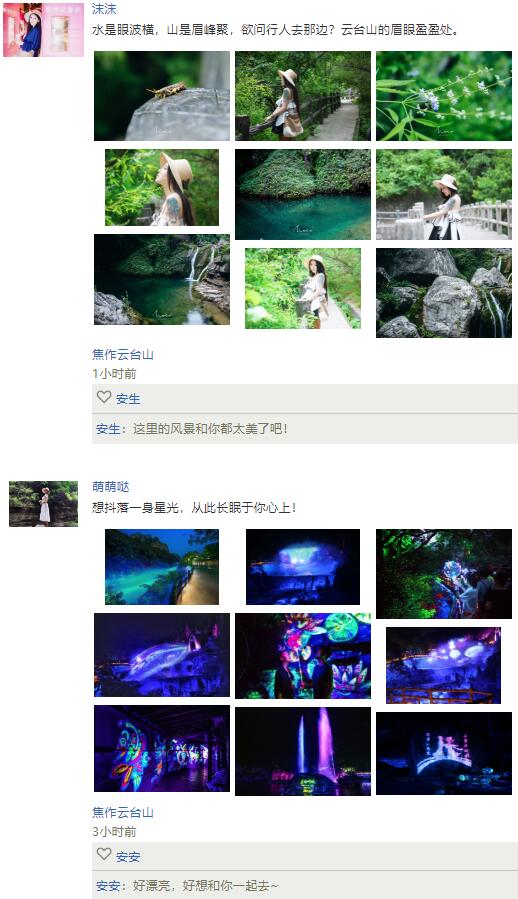 沫沫
水是眼波横，山是眉峰聚，欲问行人去那边？云台山的眉眼盈盈处。
焦作云台山
1小时前
安生
安生：这里的风景和你都太美了吧！
萌萌哒
想抖落一身星光，从此长眠于你心上！
焦作云台山
3小时前
安安
安安：好漂亮，好想和你一起去~